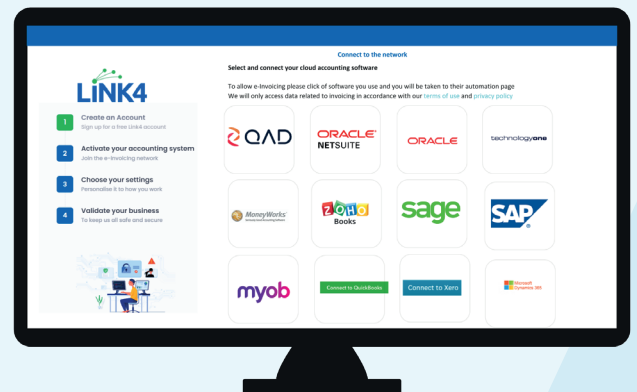 Connect to the network
Select and connect your cloud accounting software
To allow e-Invoicing please click of software you use and you will be taken to their automation page
We will only access data related to invoicing in accordance with our terms of use and privacy policy
LiNK4
1
Create an Account
Sign up for a free Link4 account
2
Activate your accounting system
Join the e-invoicing network
3
Choose your settings
Personalise it to how you work
4
Validate your business
To keep us all safe and secure
QAD
ORACLE
NETSUITE
ORACLE
technologyone
MoneyWorks
ZOHO
Books
sage
SAP
myob
Connect to QuickBooks
Connect to Xero
Microsoft
Dynamics 365